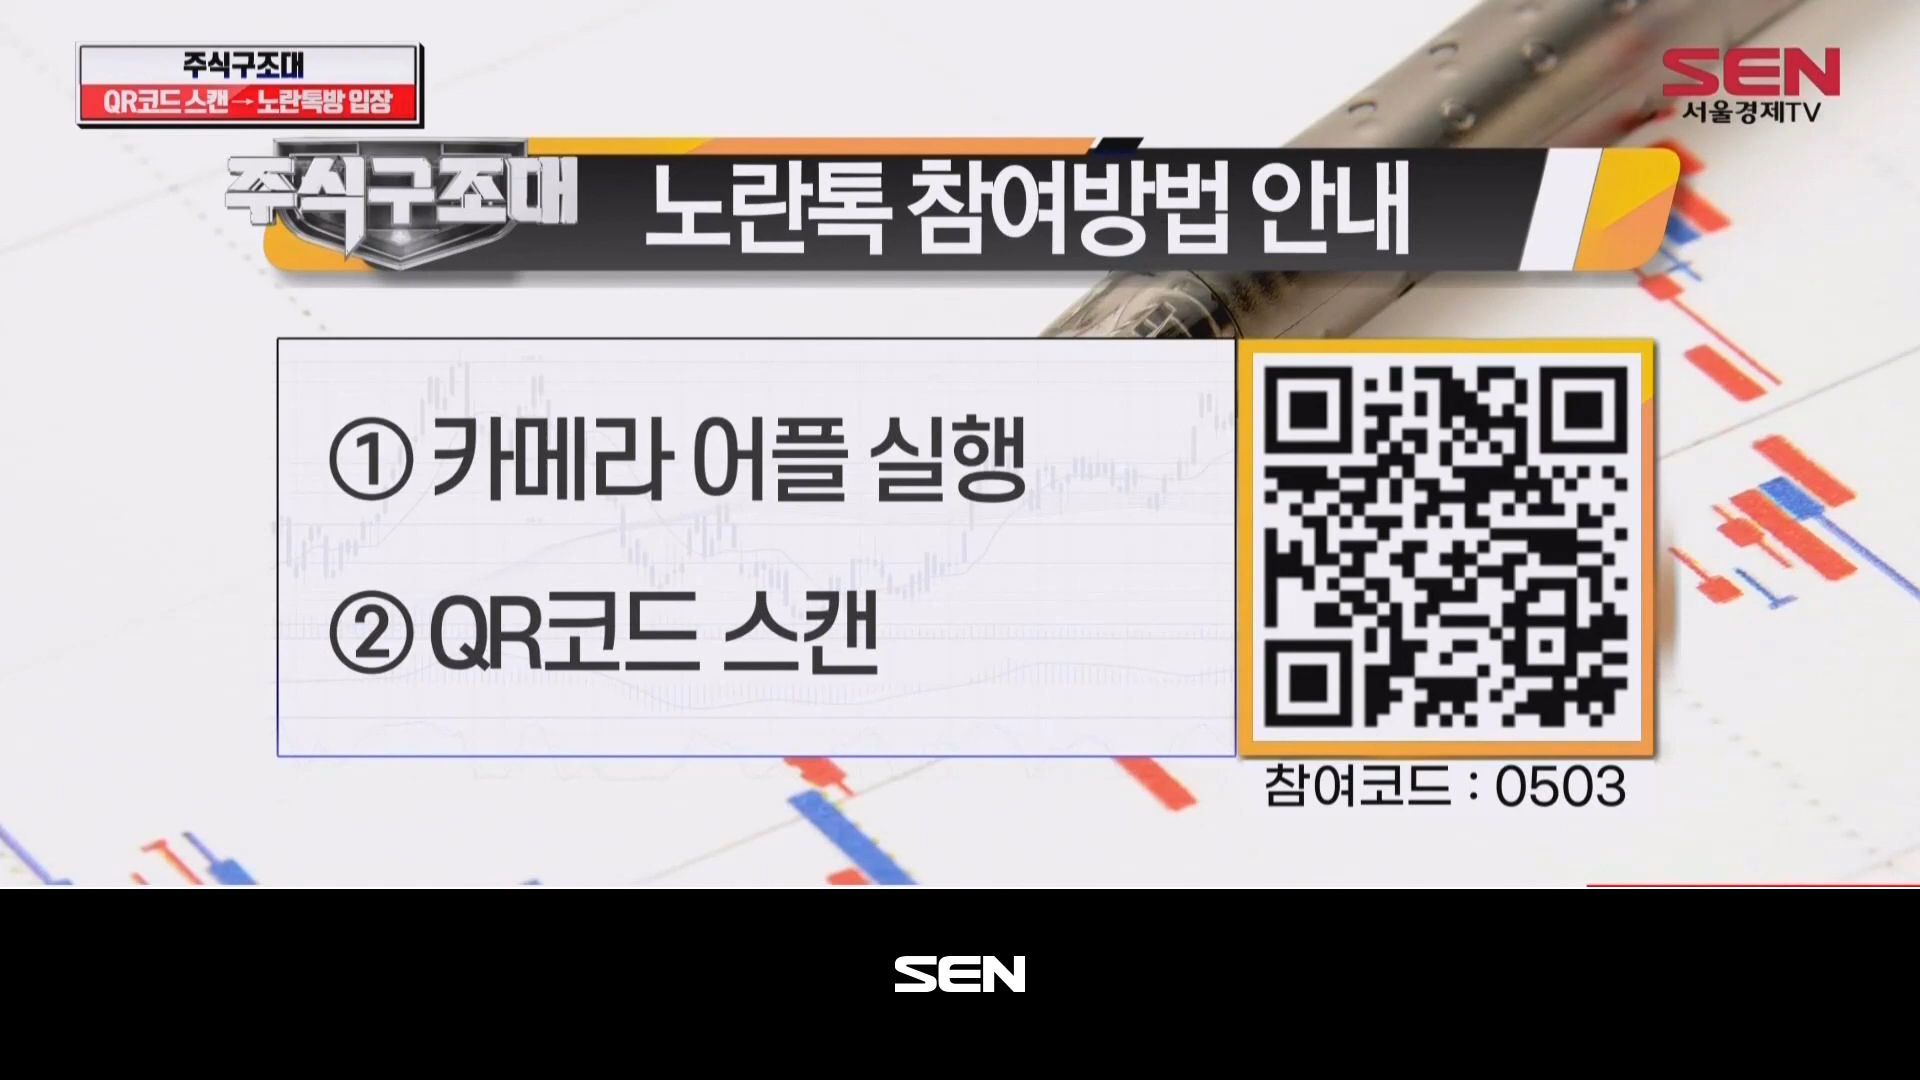 주식구조대
QR코드 스캔→노란톡방 입장
SEN
서울경제TV
주식구조대
노란톡 참여방법 안내
① 카메라 어플 실행
② QR코드 스캔
참여코드 : 0503
SEN